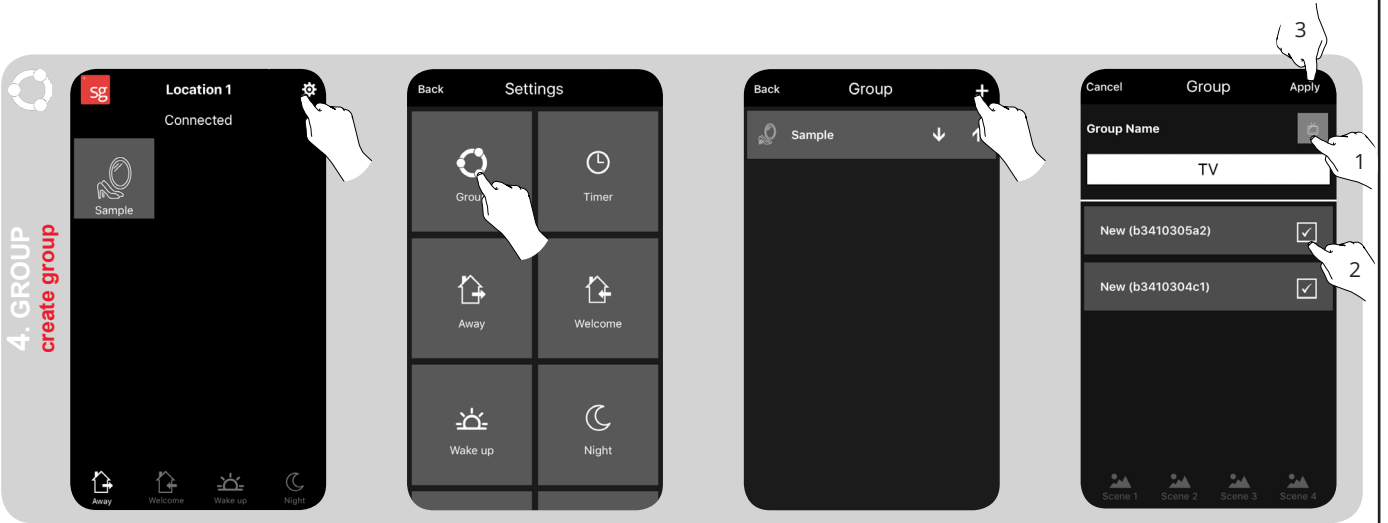 4. GROUP
create group
sg
Location 1
Connected
Sample
Away
Welcome
Wake up
Night
Back
Settings
Group
Timer
Away
Welcome
Wake up
Night
Back
Group
+
Sample
3
Cancel
Group
Apply
Group Name
1
TV
New (b3410305a2)
2
New (b3410304c1)
Scene 1
Scene 2
Scene 3
Scene 4